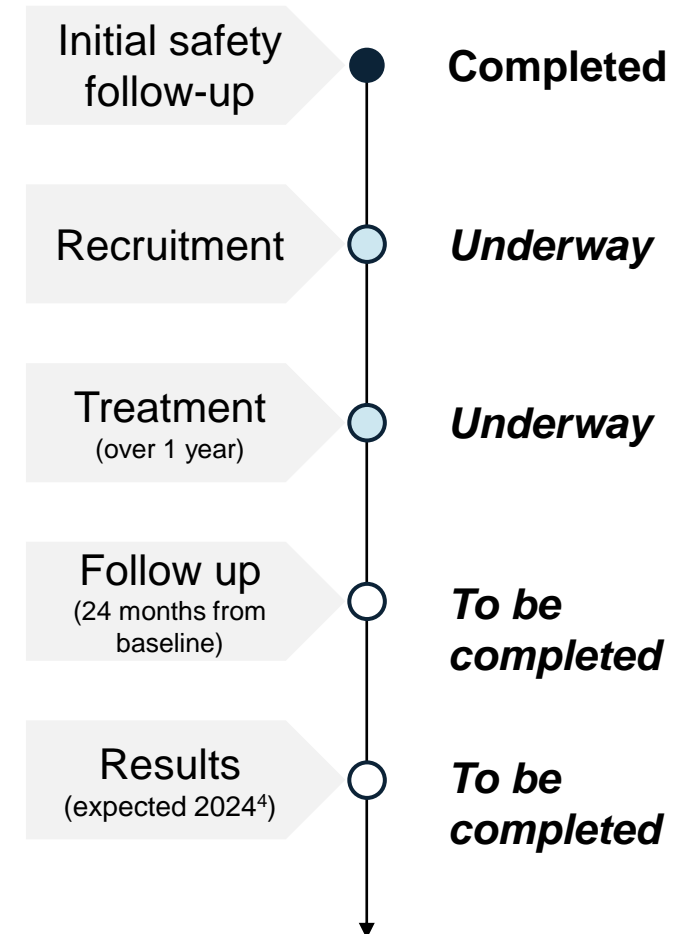 Initial safety
follow-up
Completed
Recruitment
Underway
Treatment
(over 1 year)
Underway
Follow up
(24 months from
baseline)
To be
completed
Results
(expected 2024⁴)
To be
completed